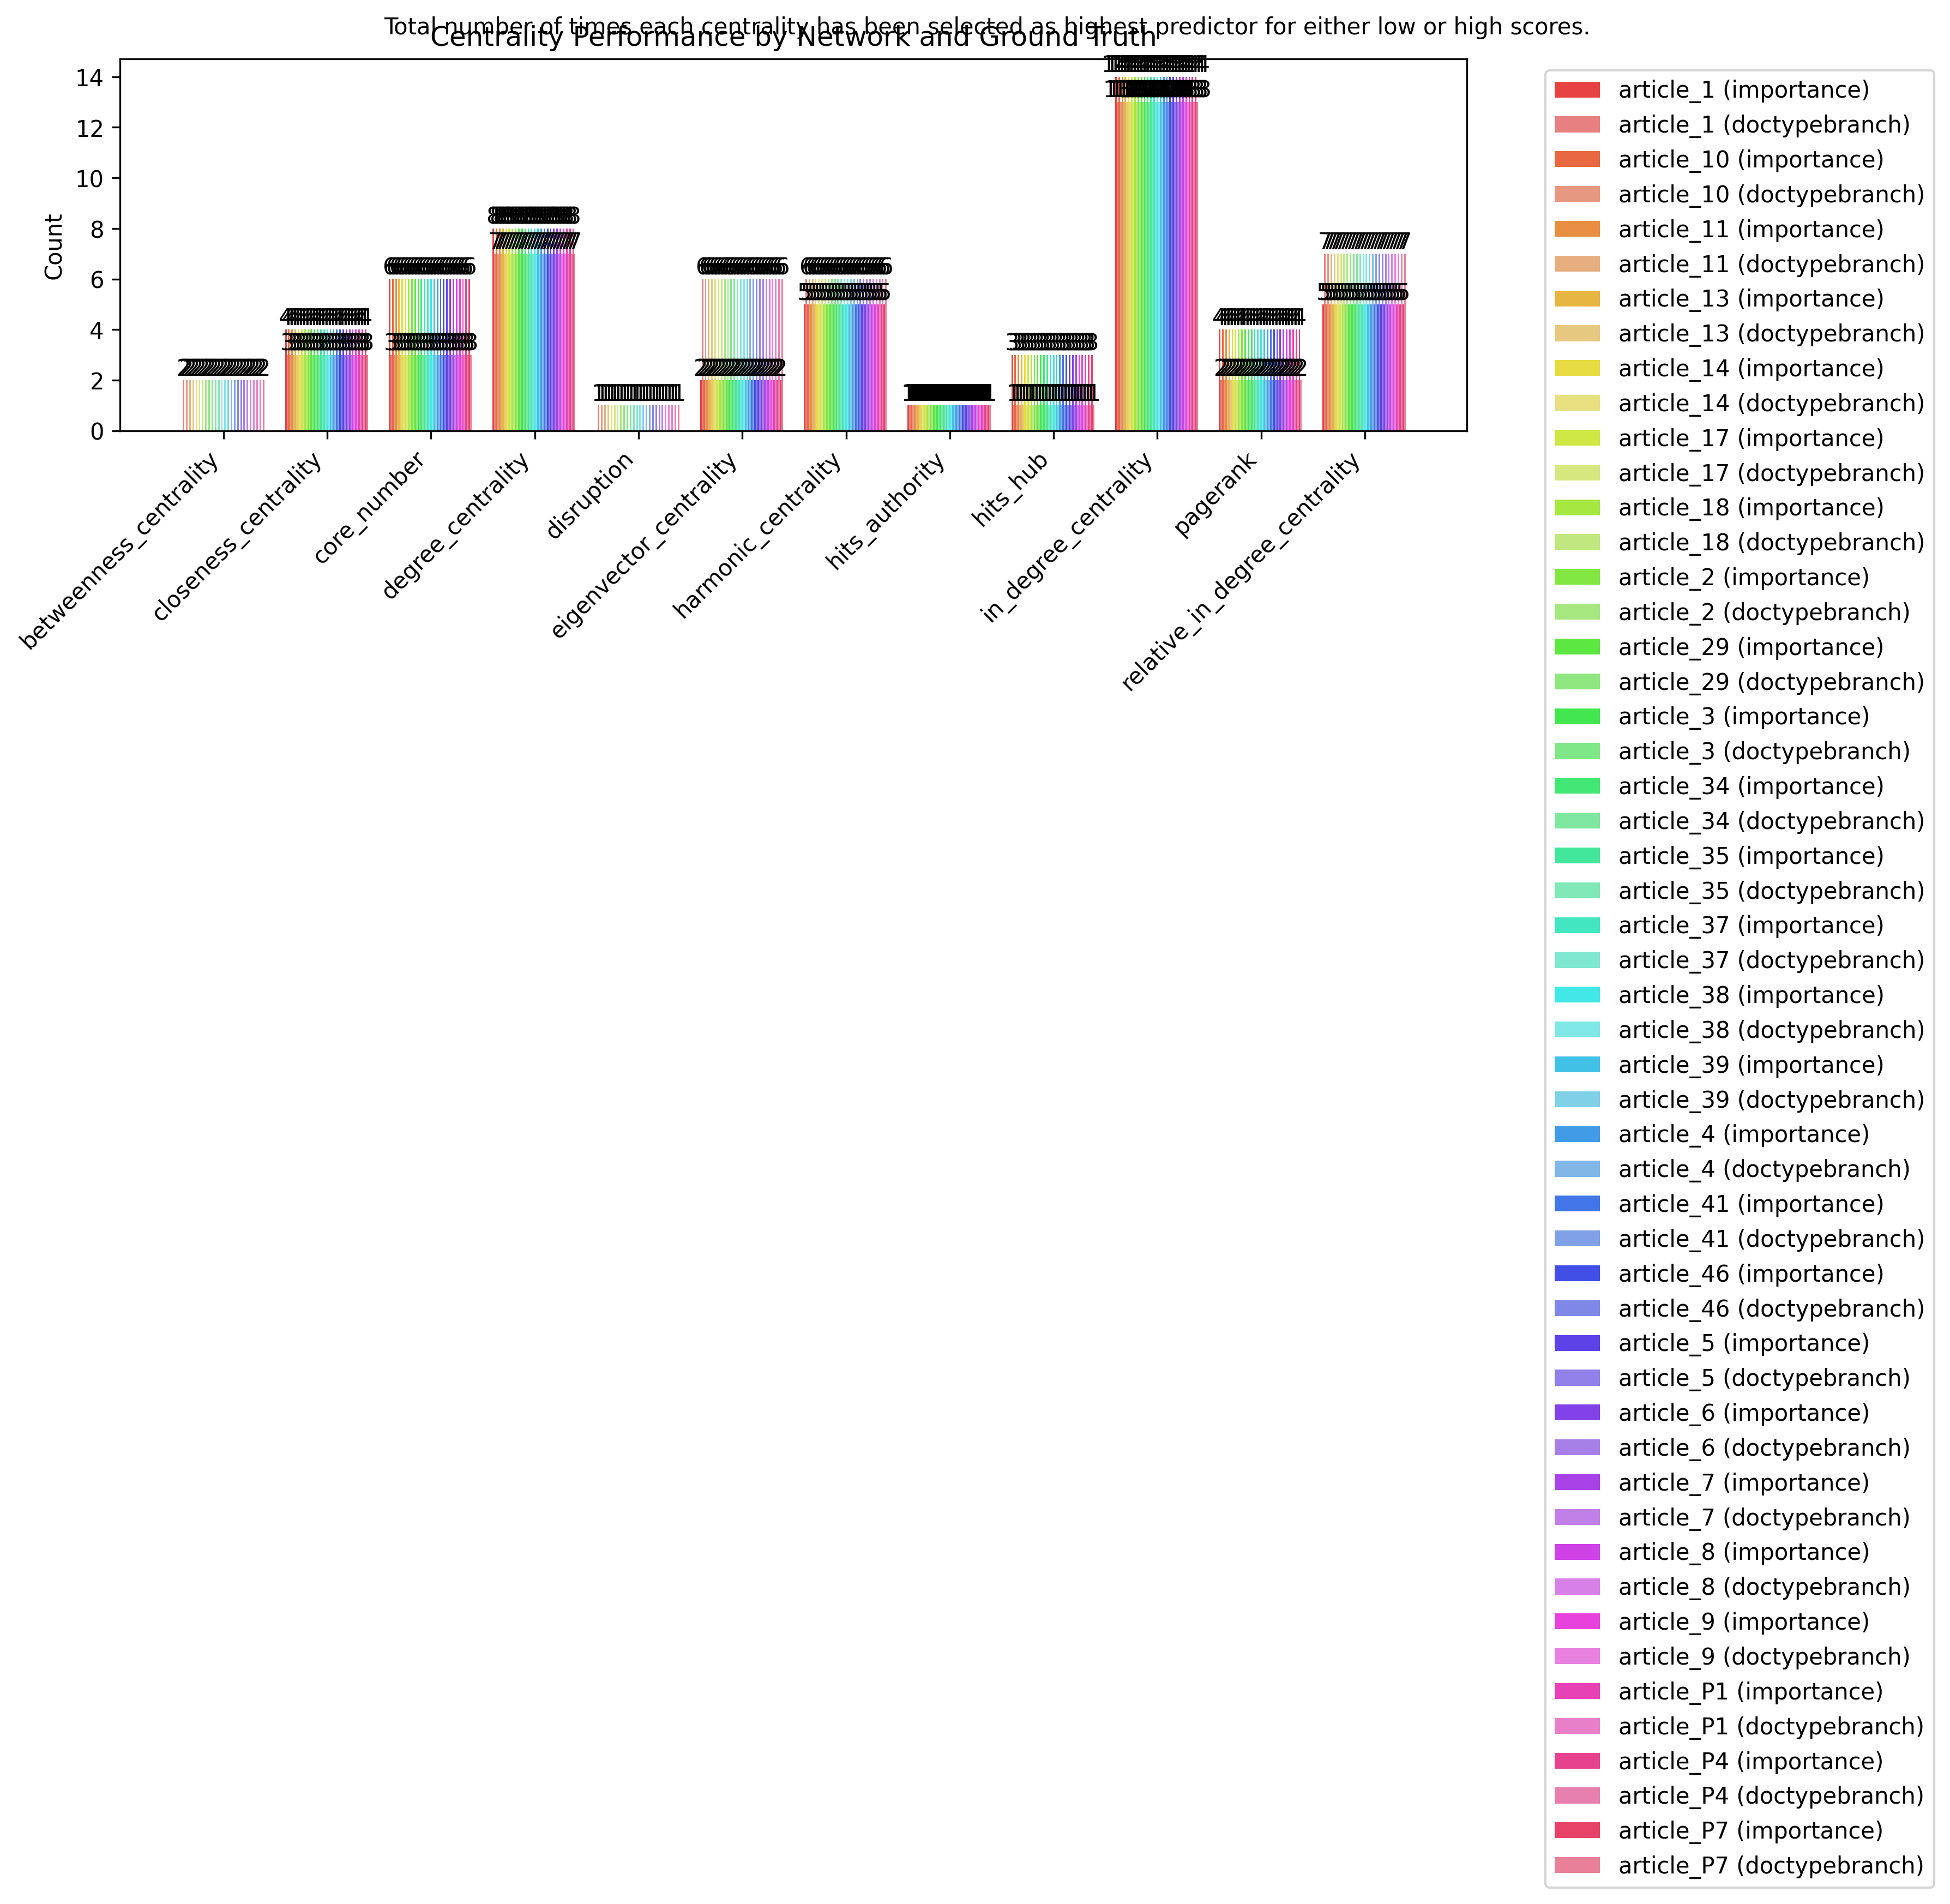 Total number of times each centrality has been selected as highest predictor for either low or high scores.
Centrality Performance by Network and Ground Truth
Count
14
12
10
8
6
4
2
0
betweenness_centrality
closeness_centrality
core_number
degree_centrality
disruption
eigenvector_centrality
harmonic_centrality
hits_authority
hits_hub
in_degree_centrality
pagerank
relative_in_degree_centrality
article_1 (importance)
article_1 (doctypebranch)
article_10 (importance)
article_10 (doctypebranch)
article_11 (importance)
article_11 (doctypebranch)
article_13 (importance)
article_13 (doctypebranch)
article_14 (importance)
article_14 (doctypebranch)
article_17 (importance)
article_17 (doctypebranch)
article_18 (importance)
article_18 (doctypebranch)
article_2 (importance)
article_2 (doctypebranch)
article_29 (importance)
article_29 (doctypebranch)
article_3 (importance)
article_3 (doctypebranch)
article_34 (importance)
article_34 (doctypebranch)
article_35 (importance)
article_35 (doctypebranch)
article_37 (importance)
article_37 (doctypebranch)
article_38 (importance)
article_38 (doctypebranch)
article_39 (importance)
article_39 (doctypebranch)
article_4 (importance)
article_4 (doctypebranch)
article_41 (importance)
article_41 (doctypebranch)
article_46 (importance)
article_46 (doctypebranch)
article_5 (importance)
article_5 (doctypebranch)
article_6 (importance)
article_6 (doctypebranch)
article_7 (importance)
article_7 (doctypebranch)
article_8 (importance)
article_8 (doctypebranch)
article_9 (importance)
article_9 (doctypebranch)
article_P1 (importance)
article_P1 (doctypebranch)
article_P4 (importance)
article_P4 (doctypebranch)
article_P7 (importance)
article_P7 (doctypebranch)